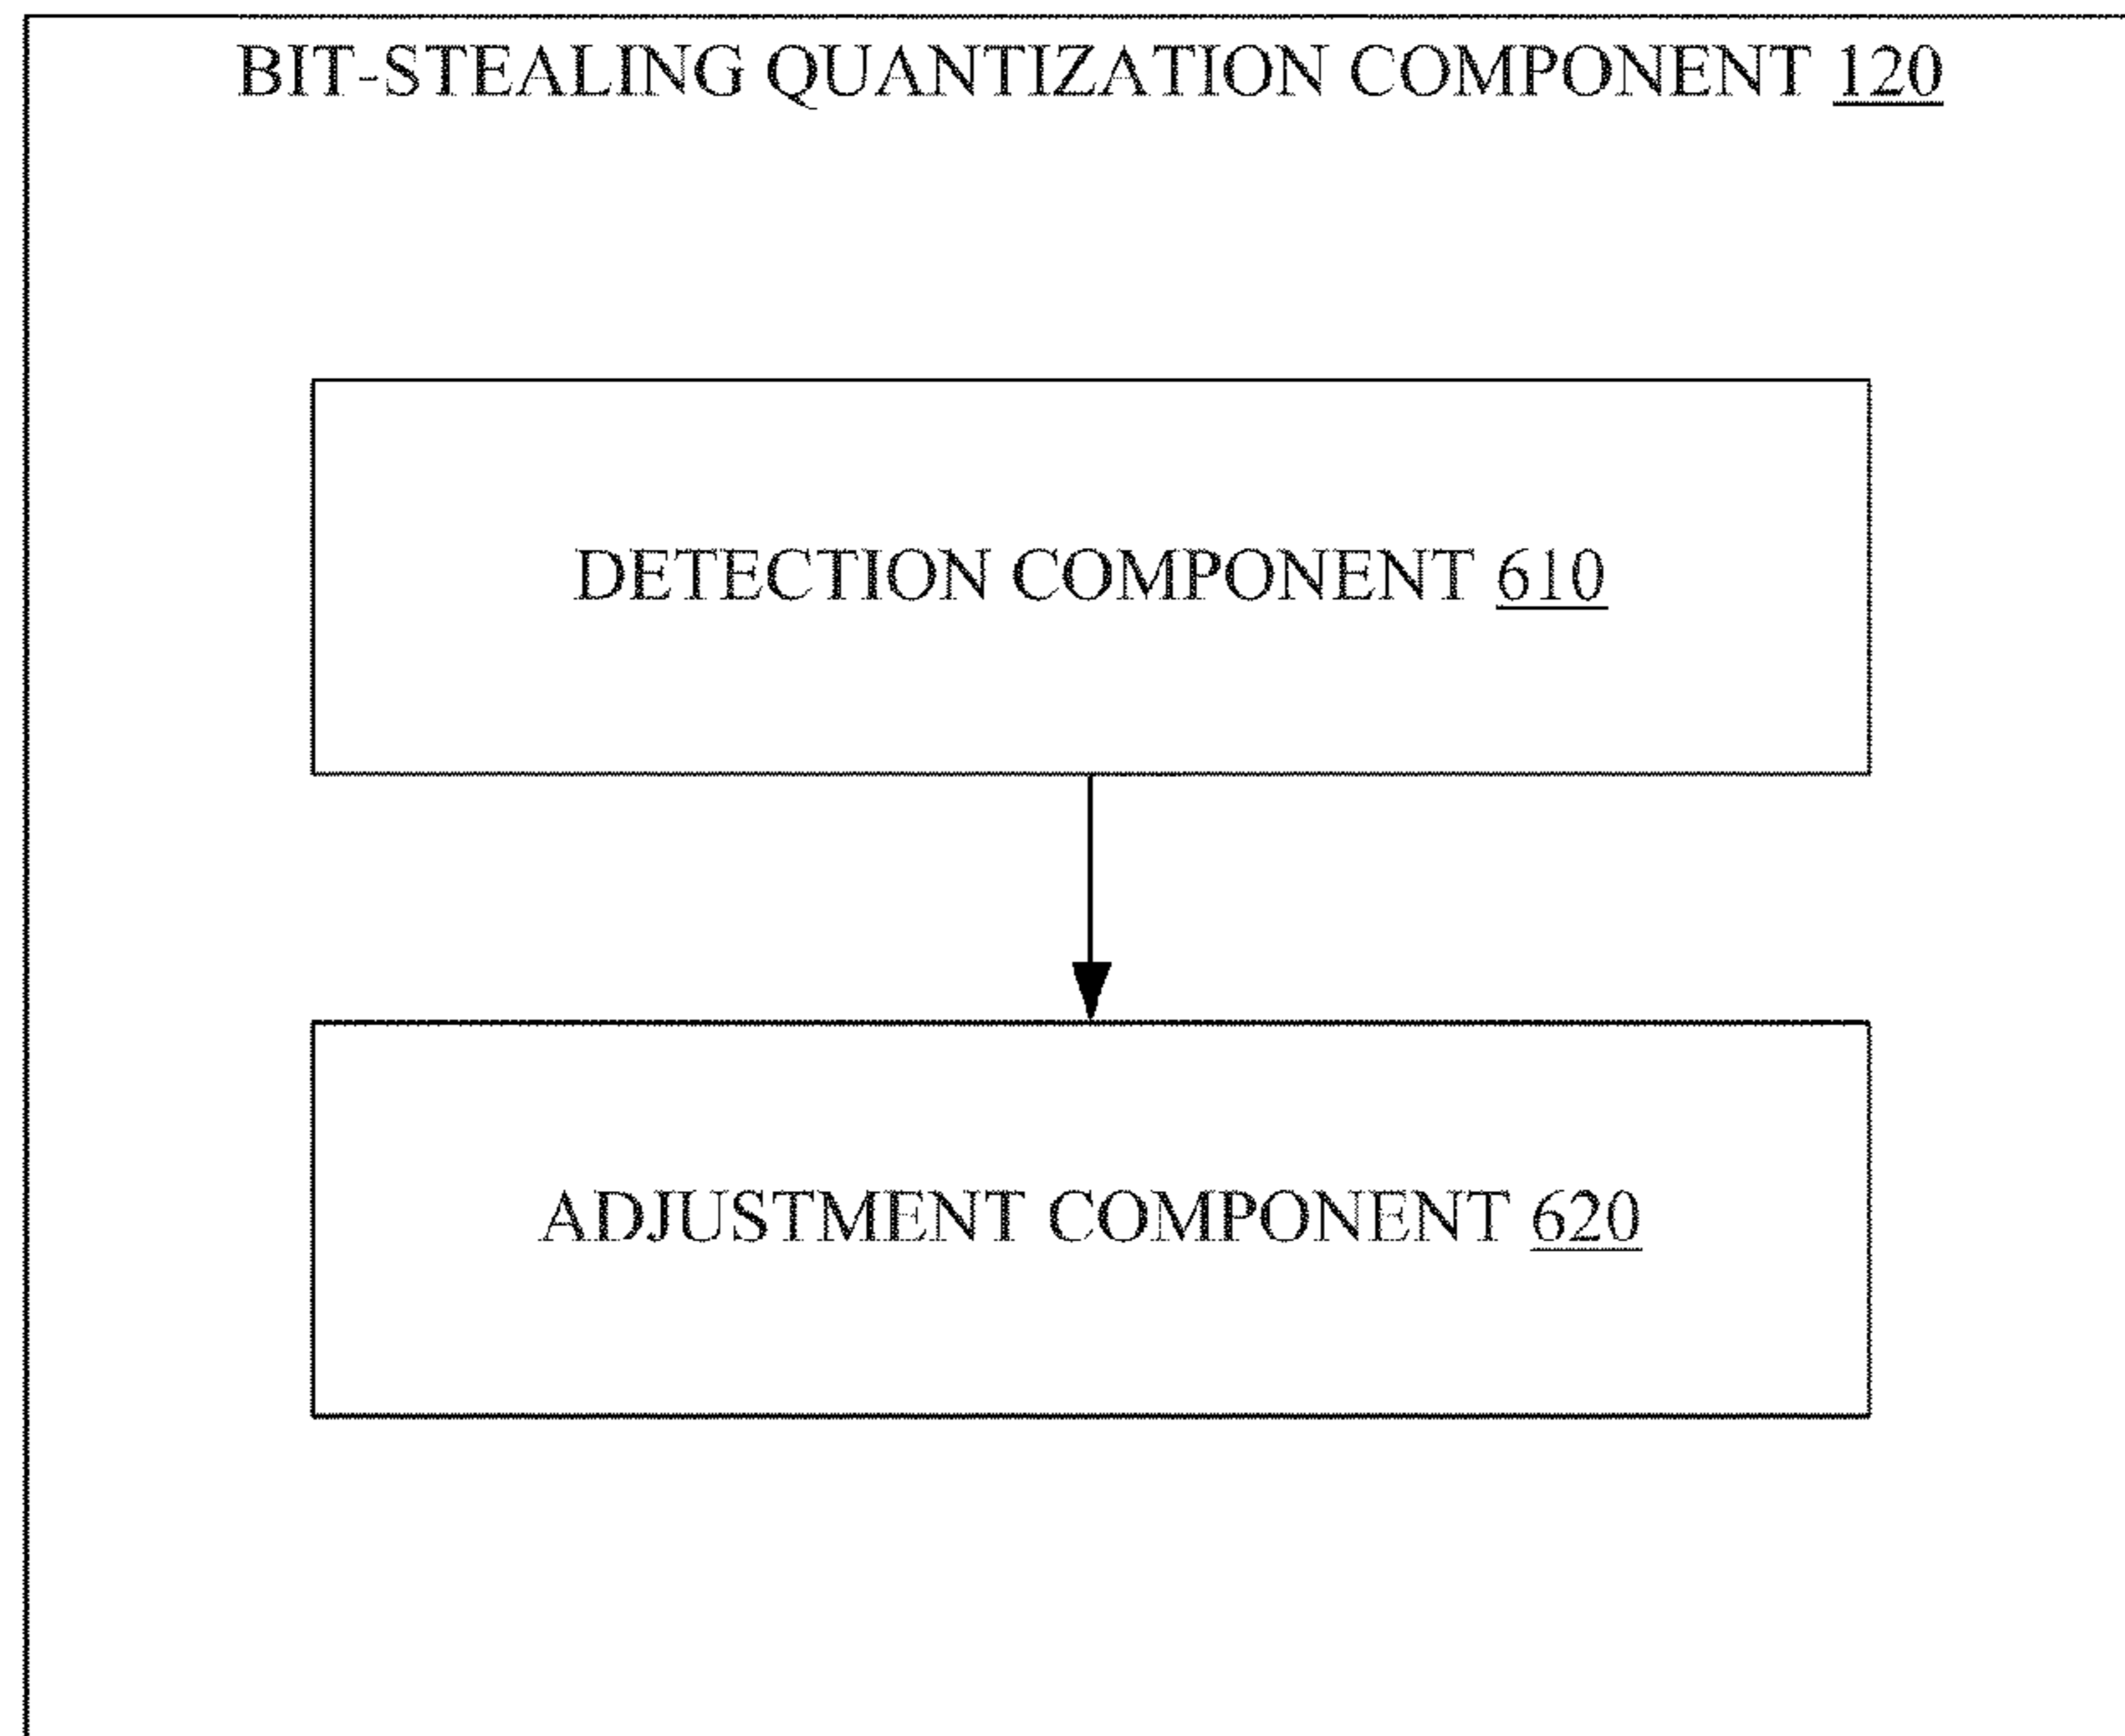 BIT-STEALING QUANTIZATION COMPONENT 120
DETECTION COMPONENT 610
ADJUSTMENT COMPONENT 620